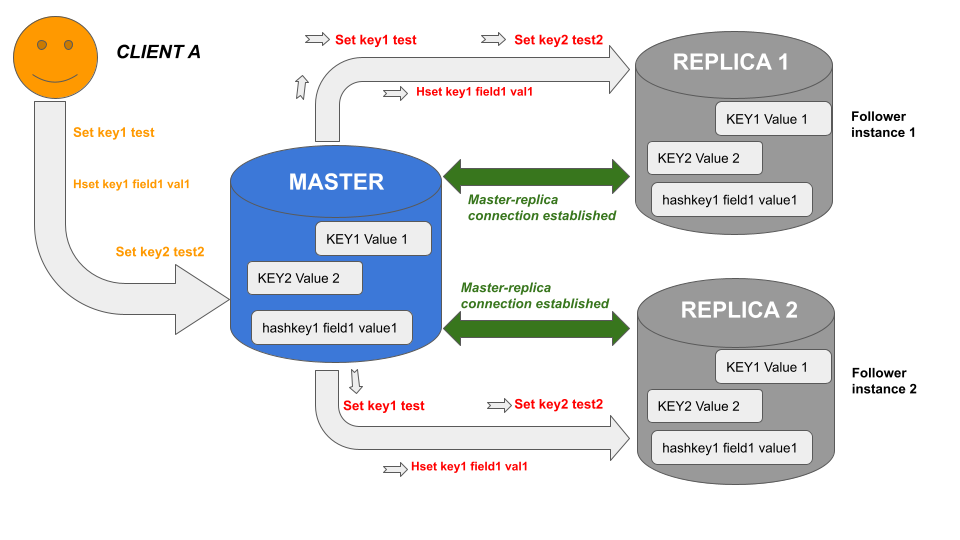 CLIENT A
Set key1 test
Hset key1 field1 val1
Set key2 test2
Set key1 test
Set key2 test2
Hset key1 field1 val1
MASTER
KEY1 Value 1
KEY2 Value 2
hashkey1 field1 value1
Master-replica
connection established
Master-replica
connection established
REPLICA 1
KEY1 Value 1
KEY2 Value 2
hashkey1 field1 value1
Follower
instance 1
REPLICA 2
KEY1 Value 1
KEY2 Value 2
hashkey1 field1 value1
Follower
instance 2
Set key1 test
Set key2 test2
Hset key1 field1 val1